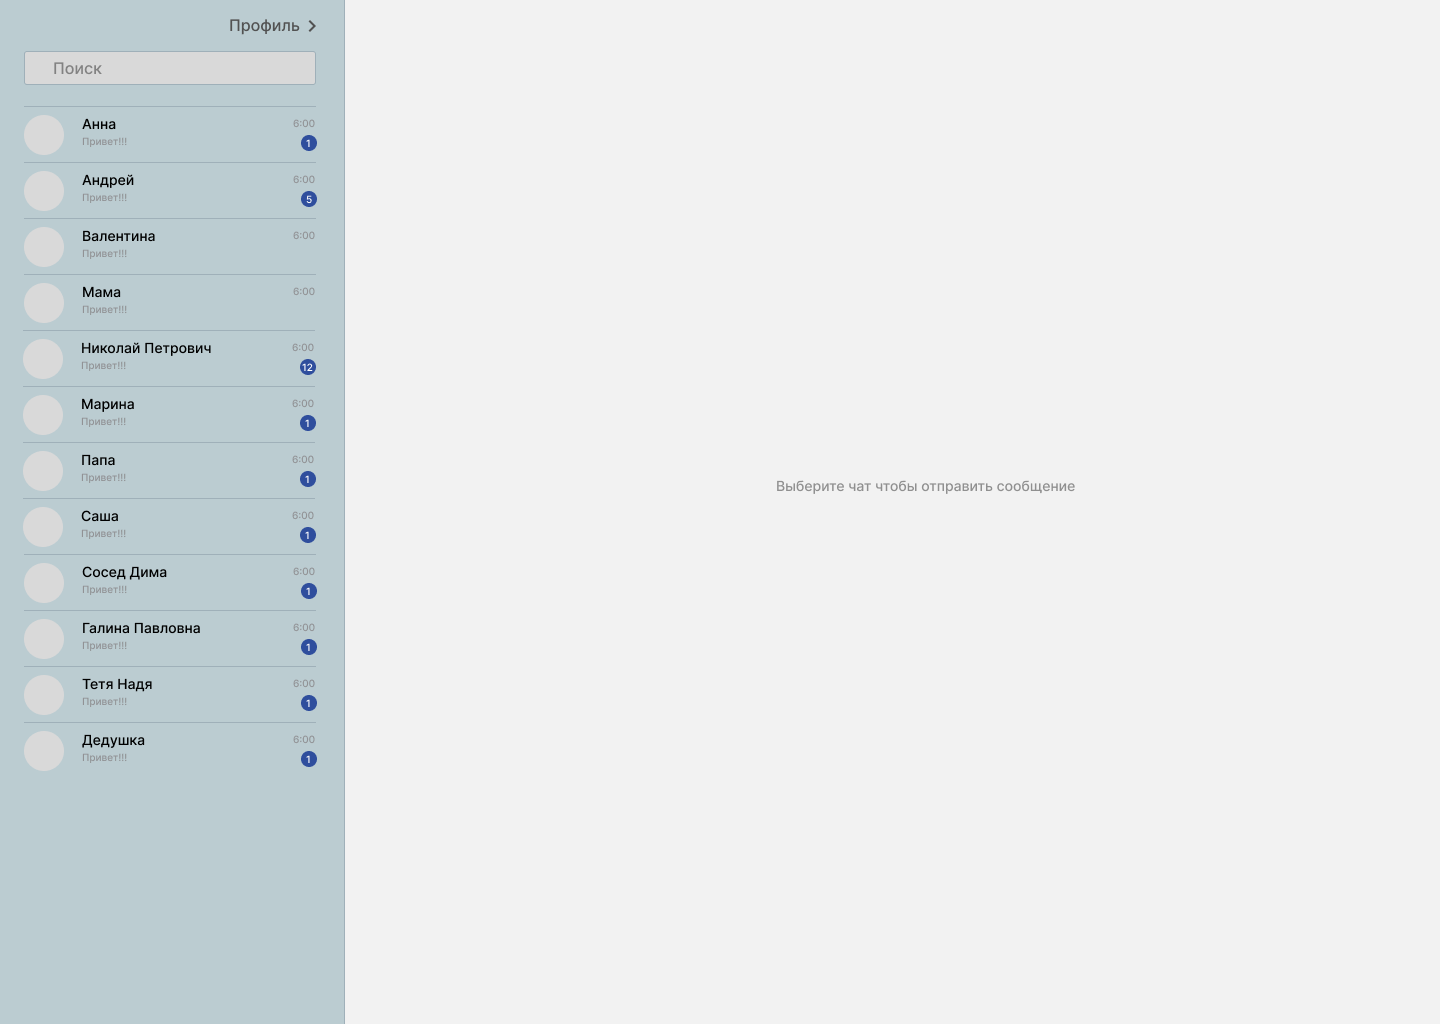 Профиль
Поиск
Анна 6:00
Привет!!! 1
Андрей 6:00
Привет!!! 5
Валентина 6:00
Привет!!!
Мама 6:00
Привет!!!
Николай Петрович 6:00
Привет!!! 12
Марина 6:00
Привет!!! 1
Папа 6:00
Привет!!! 1
Саша 6:00
Привет!!! 1
Сосед Дима 6:00
Привет!!! 1
Галина Павловна 6:00
Привет!!! 1
Тетя Надя 6:00
Привет!!! 1
Дедушка 6:00
Привет!!! 1
Выберите чат чтобы отправить сообщение